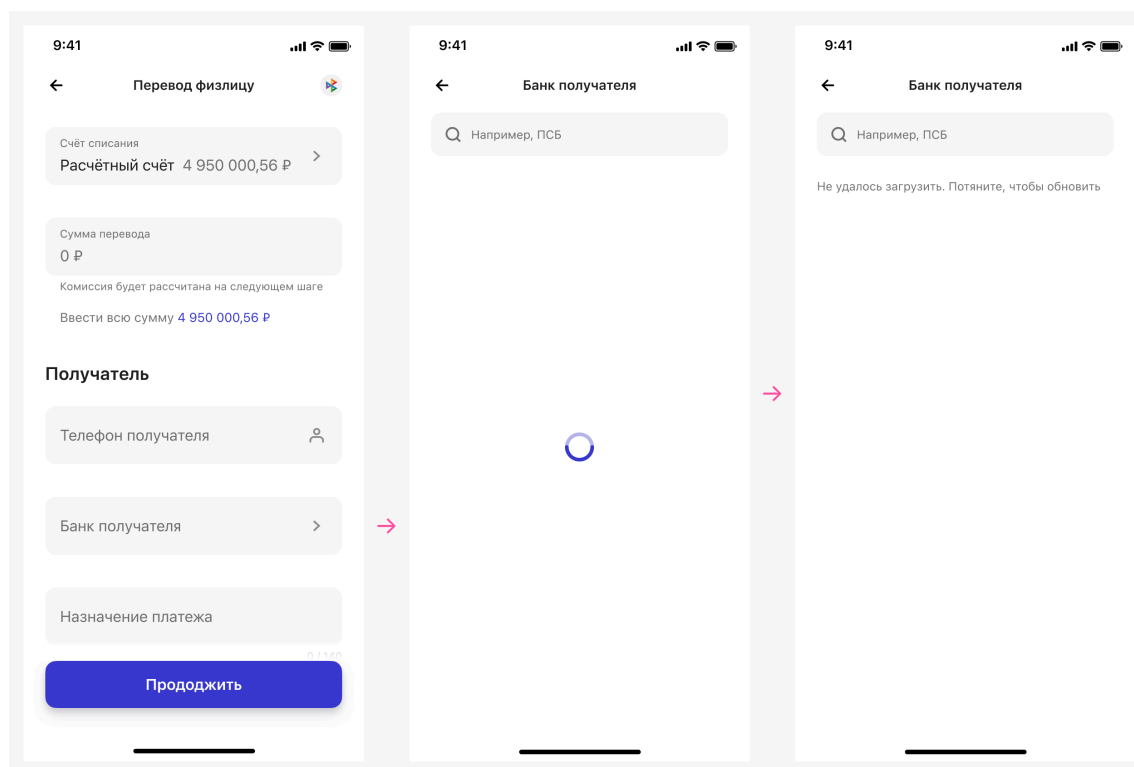 9:41
Перевод физлицу
Счёт списания
Расчётный счёт 4 950 000,56 ₽
Сумма перевода
0 ₽
Комиссия будет рассчитана на следующем шаге
Ввести всю сумму 4 950 000,56 ₽
Получатель
Телефон получателя
Банк получателя
Назначение платежа
0 / 140
Прододжить
9:41
Банк получателя
Например, ПСБ
9:41
Банк получателя
Например, ПСБ
Не удалось загрузить. Потяните, чтобы обновить